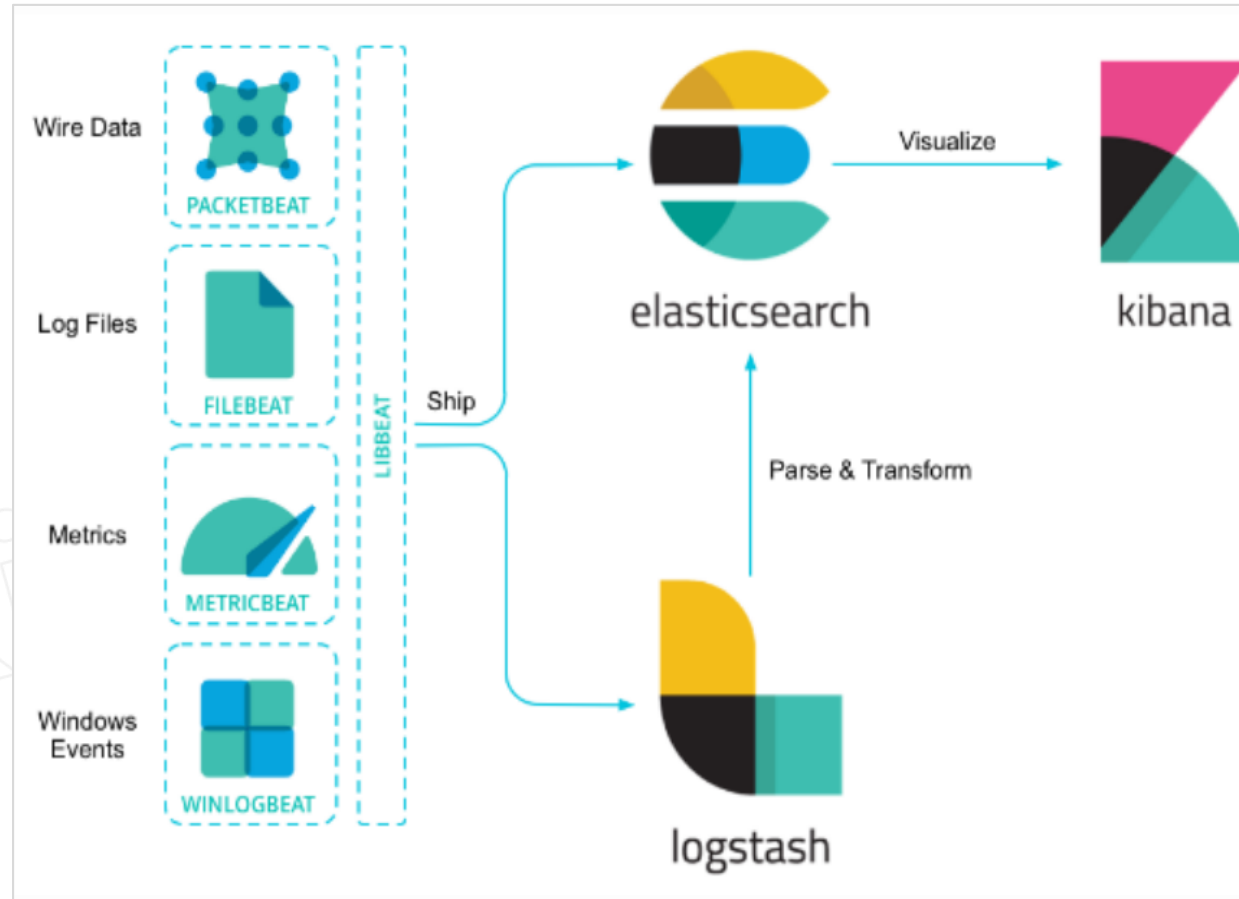 Wire Data
PACKETBEAT
Log Files
FILEBEAT
Metrics
METRICBEAT
Windows
Events
WINLOGBEAT
LIBBEAT
Ship
elasticsearch
Visualize
kibana
Parse & Transform
logstash